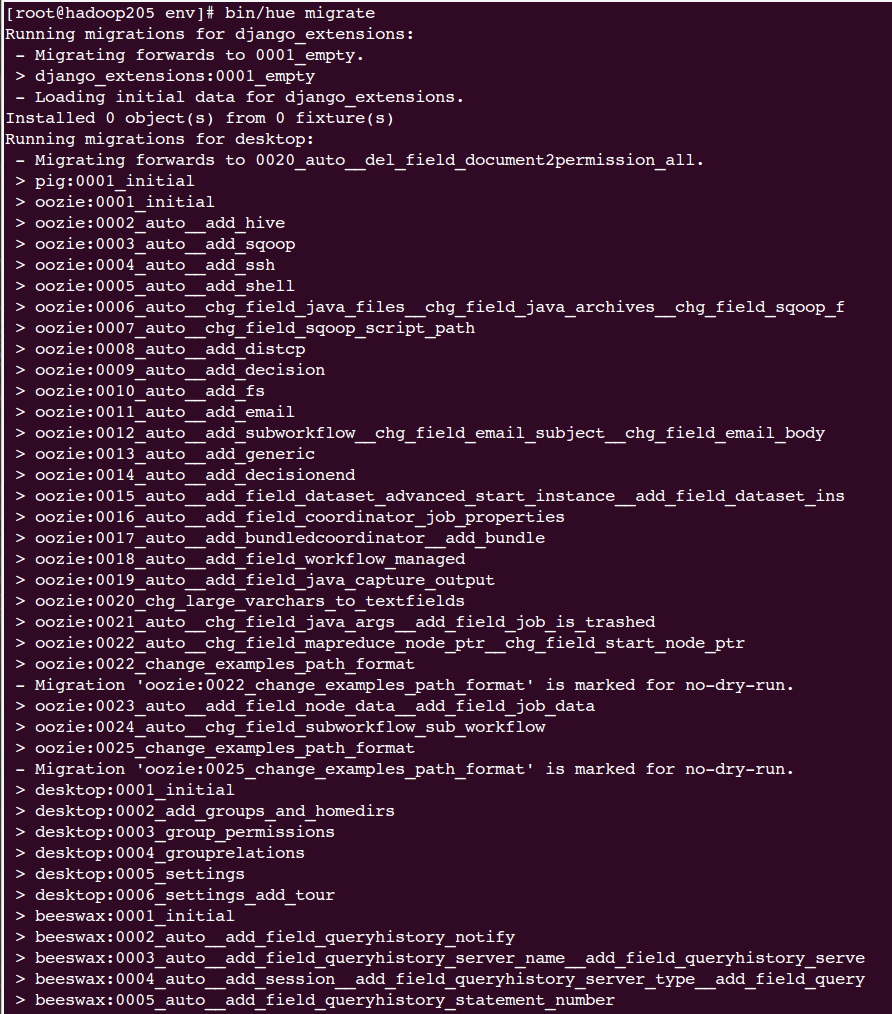 [root@hadoop205 env]# bin/hue migrate
Running migrations for django_extensions:
 - Migrating forwards to 0001_empty.
 > django_extensions:0001_empty
 - Loading initial data for django_extensions.
Installed 0 object(s) from 0 fixture(s)
Running migrations for desktop:
 - Migrating forwards to 0020_auto__del_field_document2permission_all.
 > pig:0001_initial
 > oozie:0001_initial
 > oozie:0002_auto__add_hive
 > oozie:0003_auto__add_sqoop
 > oozie:0004_auto__add_ssh
 > oozie:0005_auto__add_shell
 > oozie:0006_auto__chg_field_java_files__chg_field_java_archives__chg_field_sqoop_f
 > oozie:0007_auto__chg_field_sqoop_script_path
 > oozie:0008_auto__add_distcp
 > oozie:0009_auto__add_decision
 > oozie:0010_auto__add_fs
 > oozie:0011_auto__add_email
 > oozie:0012_auto__add_subworkflow__chg_field_email_subject__chg_field_email_body
 > oozie:0013_auto__add_generic
 > oozie:0014_auto__add_decisionend
 > oozie:0015_auto__add_field_dataset_advanced_start_instance__add_field_dataset_ins
 > oozie:0016_auto__add_field_coordinator_job_properties
 > oozie:0017_auto__add_bundledcoordinator__add_bundle
 > oozie:0018_auto__add_field_workflow_managed
 > oozie:0019_auto__add_field_java_capture_output
 > oozie:0020_chg_large_varchars_to_textfields
 > oozie:0021_auto__chg_field_java_args__add_field_job_is_trashed
 > oozie:0022_auto__chg_field_mapreduce_node_ptr__chg_field_start_node_ptr
 > oozie:0022_change_examples_path_format
 - Migration 'oozie:0022_change_examples_path_format' is marked for no-dry-run.
 > oozie:0023_auto__add_field_node_data__add_field_job_data
 > oozie:0024_auto__chg_field_subworkflow_sub_workflow
 > oozie:0025_change_examples_path_format
 - Migration 'oozie:0025_change_examples_path_format' is marked for no-dry-run.
 > desktop:0001_initial
 > desktop:0002_add_groups_and_homedirs
 > desktop:0003_group_permissions
 > desktop:0004_grouprelations
 > desktop:0005_settings
 > desktop:0006_settings_add_tour
 > beeswax:0001_initial
 > beeswax:0002_auto__add_field_queryhistory_notify
 > beeswax:0003_auto__add_field_queryhistory_server_name__add_field_queryhistory_serve
 > beeswax:0004_auto__add_session__add_field_queryhistory_server_type__add_field_query
 > beeswax:0005_auto__add_field_queryhistory_statement_number